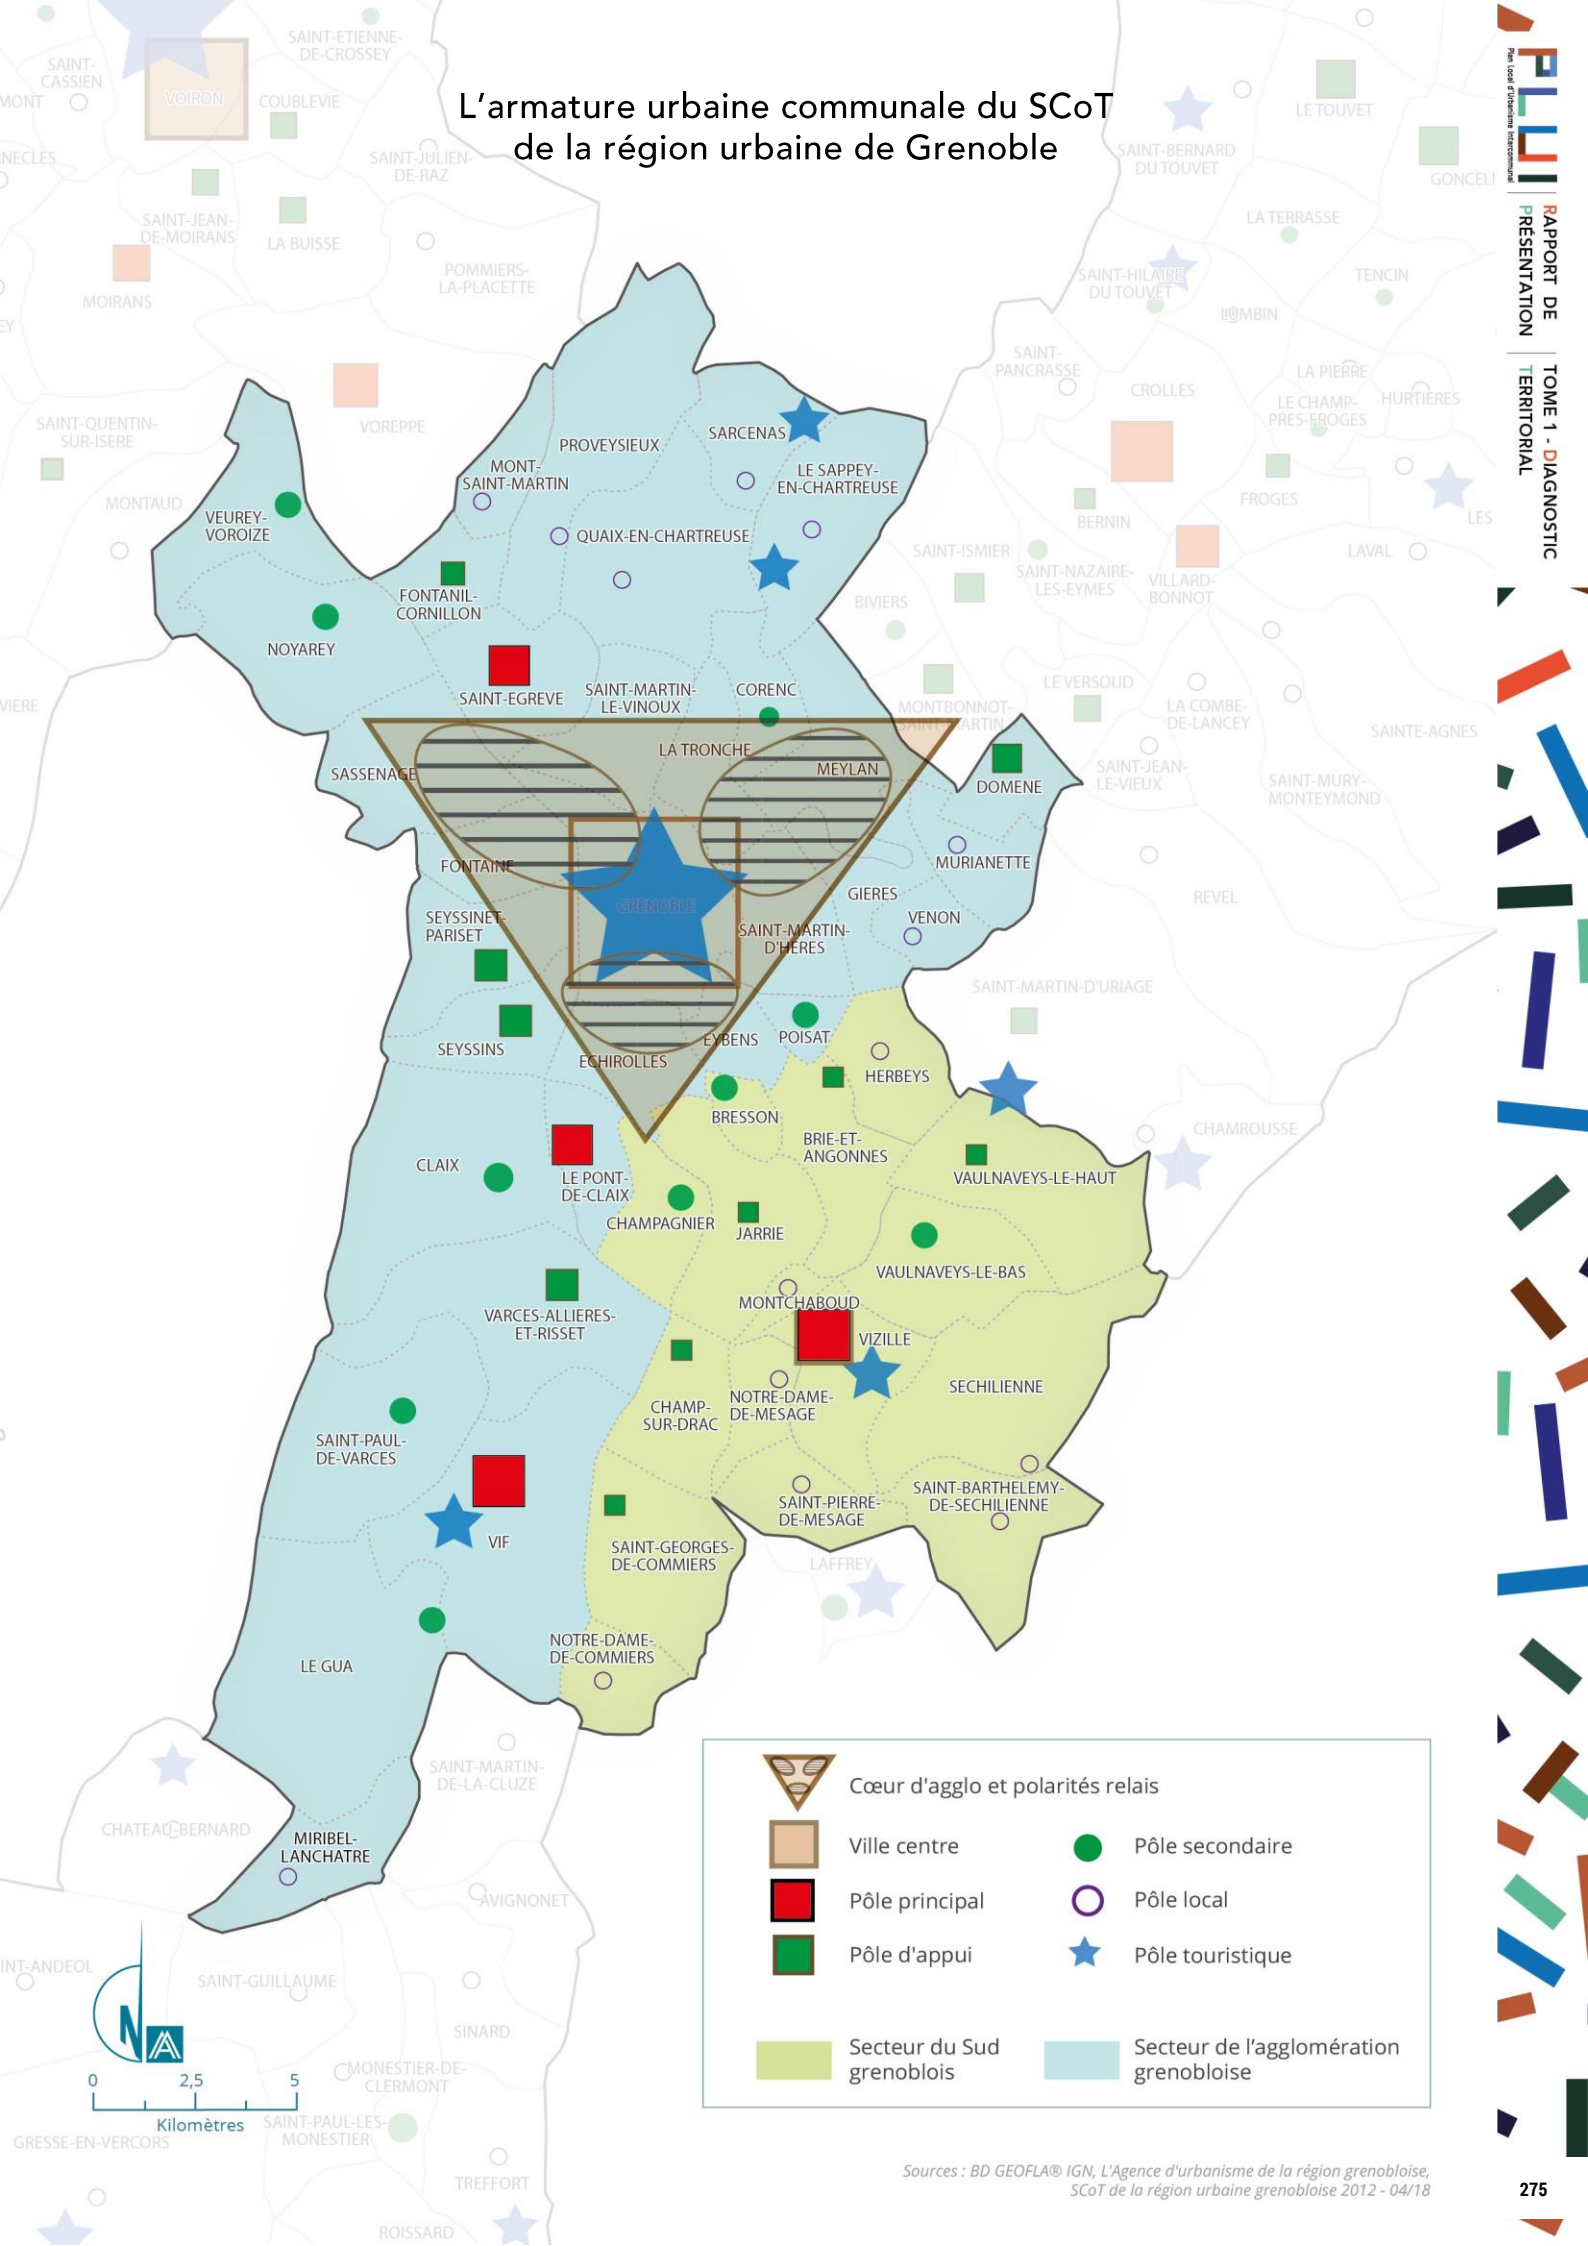 L'armature urbaine communale du SCoT
de la région urbaine de Grenoble
SAINT-ETIENNE-
DE-CROSSEY
SAINT-
CASSIEN
MONT
VOIRON
COUBLEVIE
NECLES
SAINT-JULIEN-
DE-RAZ
SAINT-JEAN-
DE-MOIRANS
LA BUISSE
POMMIERS-
LA-PLACETTE
MOIRANS
EY
VOREPPE
SAINT-QUENTIN-
SUR-ISERE
MONTAUD
VIERE
LE TOUVET
SAINT-BERNARD
DU TOUVET
GONCELI
LA TERRASSE
SAINT-HILAIRE
DU TOUVET
TENCIN
LUMBIN
SAINT-
PANCRASSE
LA PIERRE
CROLLES
LE CHAMP-
PRES-FROGES
HURTIERES
FROGES
LES
BERNIN
SAINT-ISMIER
LAVAL
SAINT-NAZAIRE-
LES-EYMES
VILLARD-
BONNOT
BIVIERS
LE VERSOUD
MONTBONNOT-
SAINT-MARTIN
LA COMBE-
DE-LANCEY
SAINTE-AGNES
SAINT-JEAN-
LE-VIEUX
SAINT-MURY-
MONTEYMOND
REVEL
SAINT-MARTIN-D'URIAGE
CHAMROUSSE
PROVEYSIEUX
SARCENAS
MONT-
SAINT-MARTIN
LE SAPPEY-
EN-CHARTREUSE
VEUREY-
VOROIZE
QUAIX-EN-CHARTREUSE
FONTANIL-
CORNILLON
NOYAREY
SAINT-EGREVE
SAINT-MARTIN-
LE-VINOUX
CORENC
LA TRONCHE
SASSENAGE
MEYLAN
DOMENE
FONTAINE
MURIANETTE
GIERES
GRENOBLE
SEYSSINET-
PARISET
VENON
SAINT-MARTIN-
D'HERES
SEYSSINS
EYBENS
POISAT
ECHIROLLES
HERBEYS
BRESSON
BRIE-ET-
ANGONNES
CLAIX
LE PONT-
DE-CLAIX
VAULNAVEYS-LE-HAUT
CHAMPAGNIER
JARRIE
VAULNAVEYS-LE-BAS
MONTCHABOUD
VARCES-ALLIERES-
ET-RISSET
VIZILLE
SECHILIENNE
NOTRE-DAME-
DE-MESAGE
CHAMP-
SUR-DRAC
SAINT-PAUL-
DE-VARCES
SAINT-BARTHELEMY-
DE-SECHILIENNE
SAINT-PIERRE-
DE-MESAGE
VIF
SAINT-GEORGES-
DE-COMMIERS
LAFFREY
NOTRE-DAME-
DE-COMMIERS
LE GUA
SAINT-MARTIN-
DE-LA-CLUZE
CHATEAU-BERNARD
MIRIBEL-
LANCHATRE
AVIGNONET
INT-ANDEOL
SAINT-GUILLAUME
SINARD
MONESTIER-DE-
CLERMONT
SAINT-PAUL-LES-
MONESTIER
GRESSE-EN-VERCORS
TREFFORT
ROISSARD
N
0 2,5 5
Kilomètres
Cœur d'agglo et polarités relais
Ville centre
Pôle secondaire
Pôle principal
Pôle local
Pôle d'appui
Pôle touristique
Secteur du Sud
grenoblois
Secteur de l'agglomération
grenobloise
Sources : BD GEOFLA® IGN, L'Agence d'urbanisme de la région grenobloise,
SCoT de la région urbaine grenobloise 2012 - 04/18
PLUI
Plan Local d'Urbanisme Intercommunal
RAPPORT DE
PRÉSENTATION
TOME 1 - DIAGNOSTIC
TERRITORIAL
275